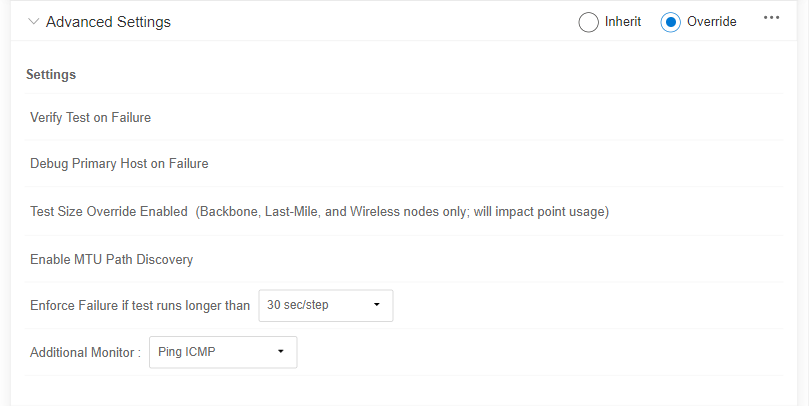 Advanced Settings
Inherit
Override
Settings
Verify Test on Failure
Debug Primary Host on Failure
Test Size Override Enabled (Backbone, Last-Mile, and Wireless nodes only; will impact point usage)
Enable MTU Path Discovery
Enforce Failure if test runs longer than 30 sec/step
Additional Monitor : Ping ICMP